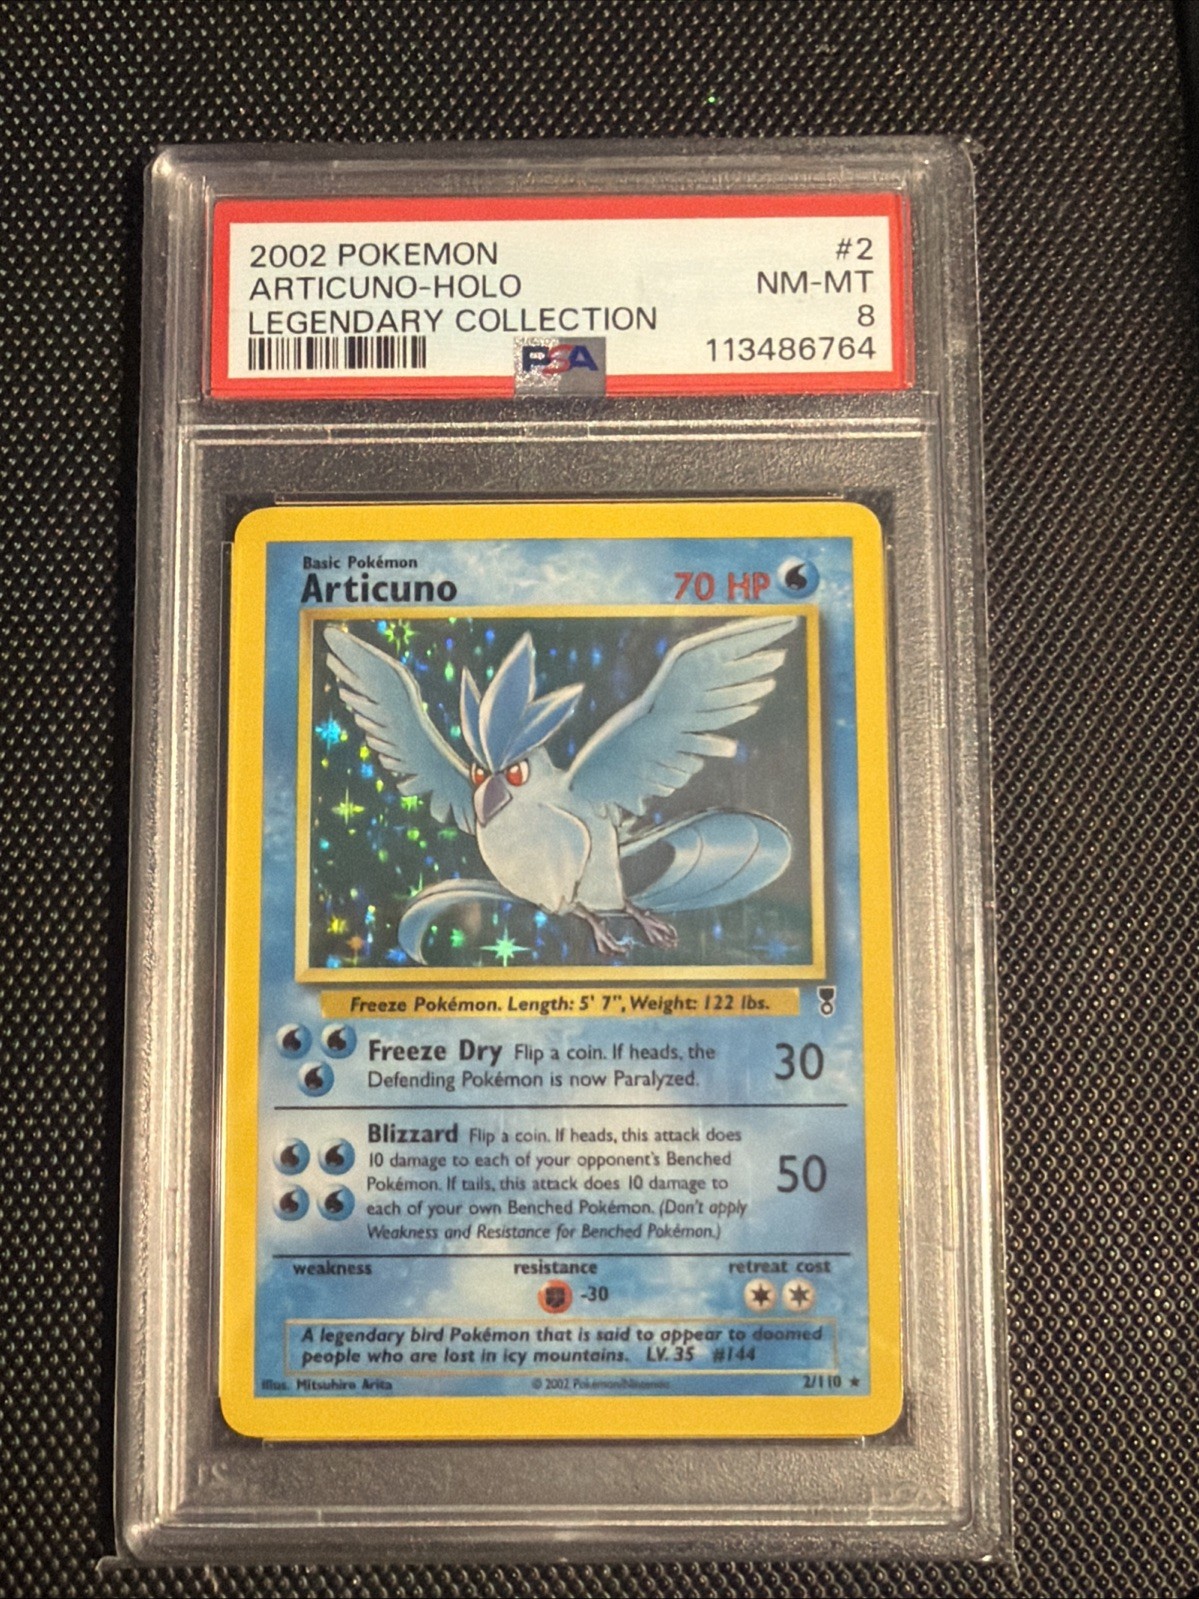 2002 POKEMON #2
ARTICUNO-HOLO NM-MT
LEGENDARY COLLECTION 8
PSA 113486764
Basic Pokémon
Articuno 70 HP
Freeze Pokémon. Length: 5' 7", Weight: 122 lbs.
Freeze Dry Flip a coin. If heads, the
Defending Pokémon is now Paralyzed.
30
Blizzard Flip a coin. If heads, this attack does
10 damage to each of your opponent's Benched
Pokémon. If tails, this attack does 10 damage to
each of your own Benched Pokémon. (Don't apply
Weakness and Resistance for Benched Pokémon.)
50
weakness resistance retreat cost
-30
A legendary bird Pokémon that is said to appear to doomed
people who are lost in icy mountains. LV. 35 #144
Illus. Mitsuhiro Arita © 2002 Pokémon/Nintendo 2/110 ★